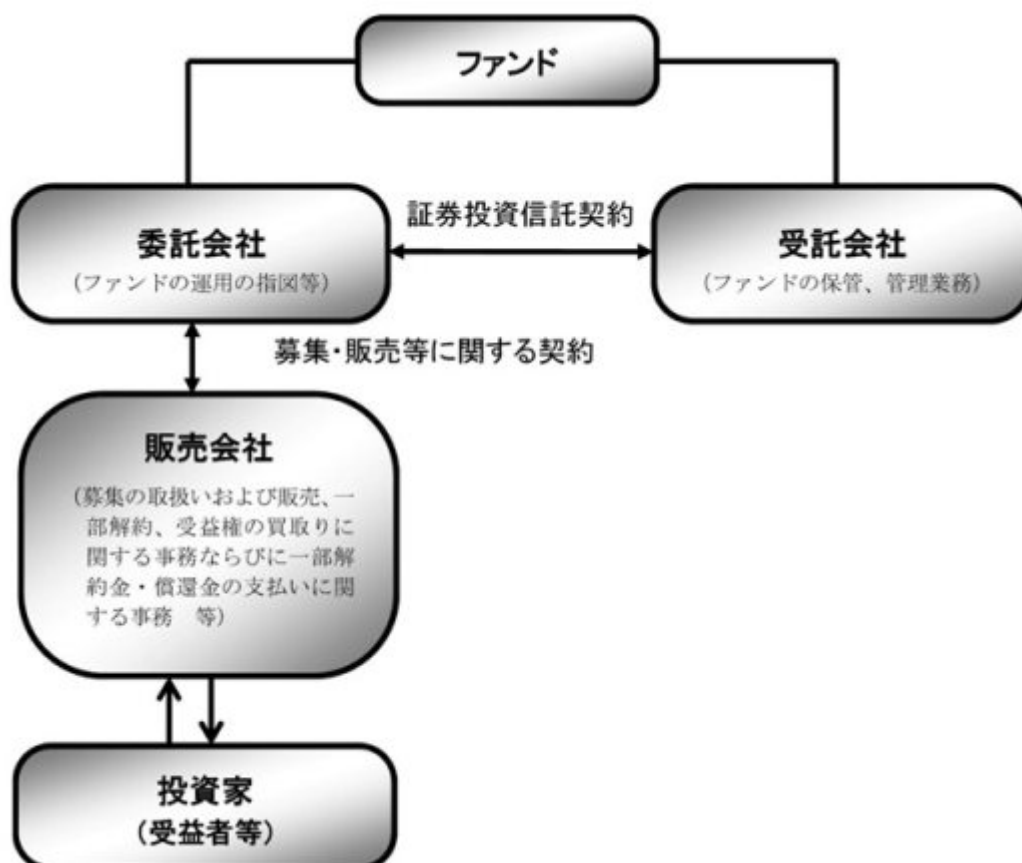 ファンド
委託会社
(ファンドの運用の指図等)
証券投資信託契約
受託会社
(ファンドの保管、管理業務)
募集・販売等に関する契約
販売会社
(募集の取扱いおよび販売、一
部解約、受益権の買取りに
関する事務ならびに一部解
約金・償還金の支払いに関
する事務　等)
投資家
(受益者等)